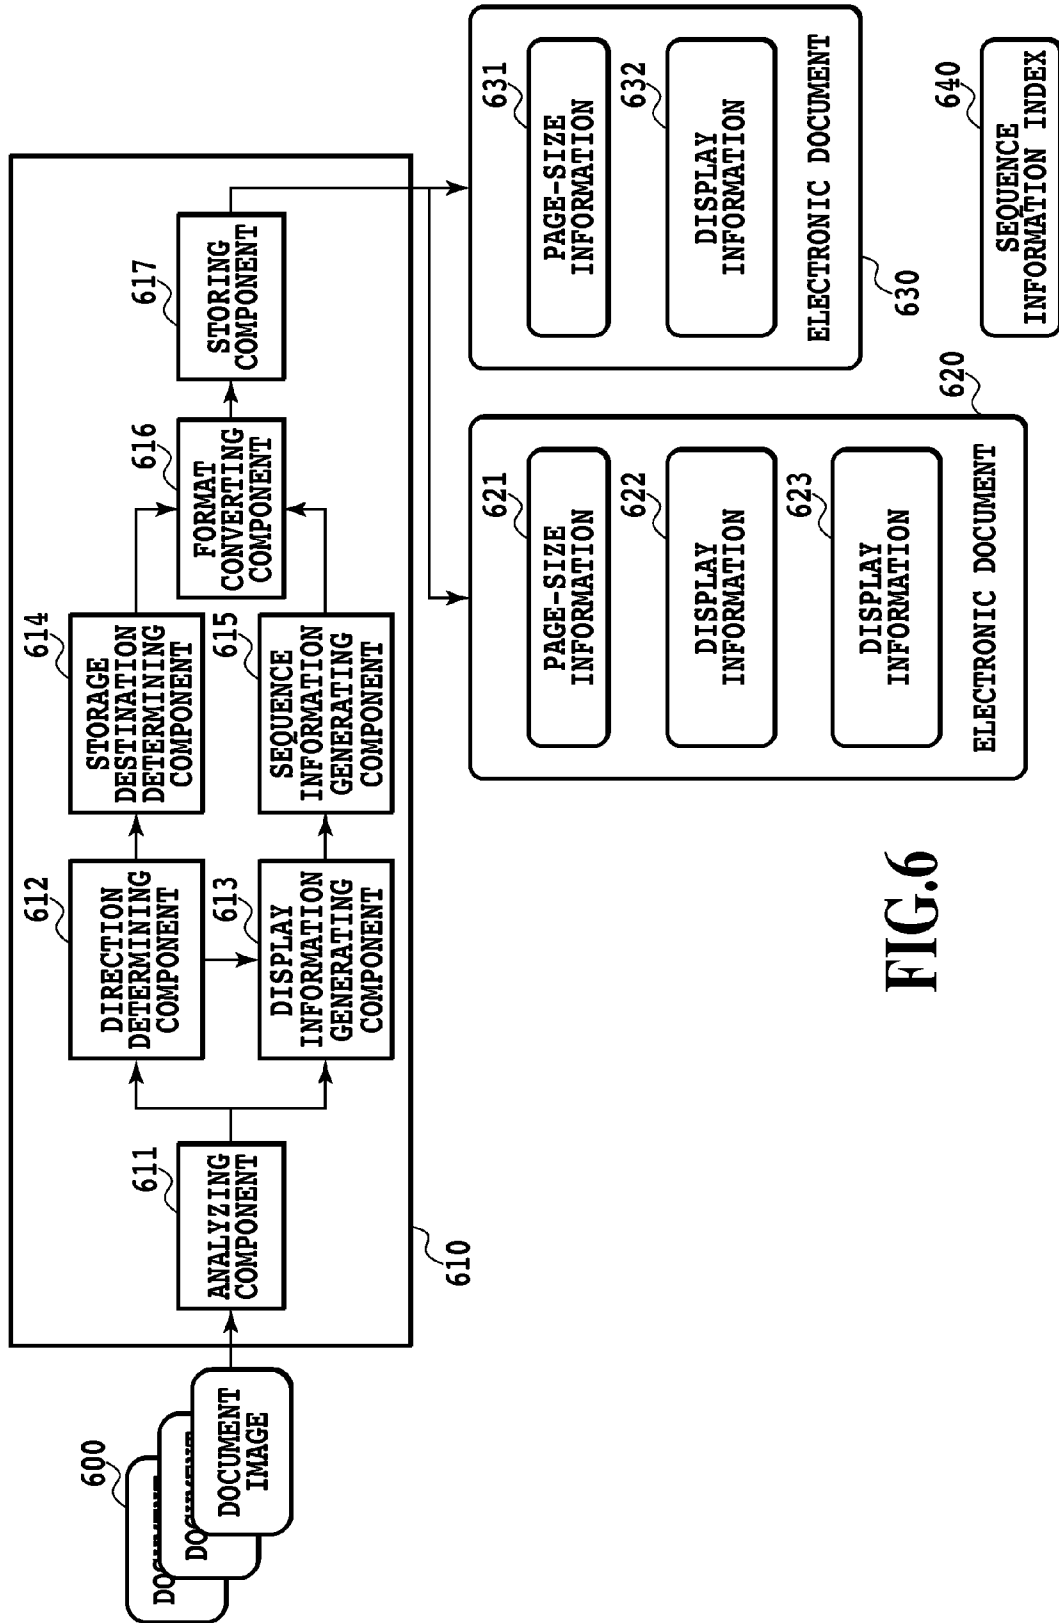 600
DOCUMENT
DOCUMENT
DOCUMENT
IMAGE
610
611
ANALYZING
COMPONENT
612
DIRECTION
DETERMINING
COMPONENT
613
DISPLAY
INFORMATION
GENERATING
COMPONENT
614
STORAGE
DESTINATION
DETERMINING
COMPONENT
615
SEQUENCE
INFORMATION
GENERATING
COMPONENT
616
FORMAT
CONVERTING
COMPONENT
617
STORING
COMPONENT
621
PAGE-SIZE
INFORMATION
622
DISPLAY
INFORMATION
623
DISPLAY
INFORMATION
ELECTRONIC DOCUMENT
620
631
PAGE-SIZE
INFORMATION
632
DISPLAY
INFORMATION
ELECTRONIC DOCUMENT
630
640
SEQUENCE
INFORMATION INDEX
FIG.6